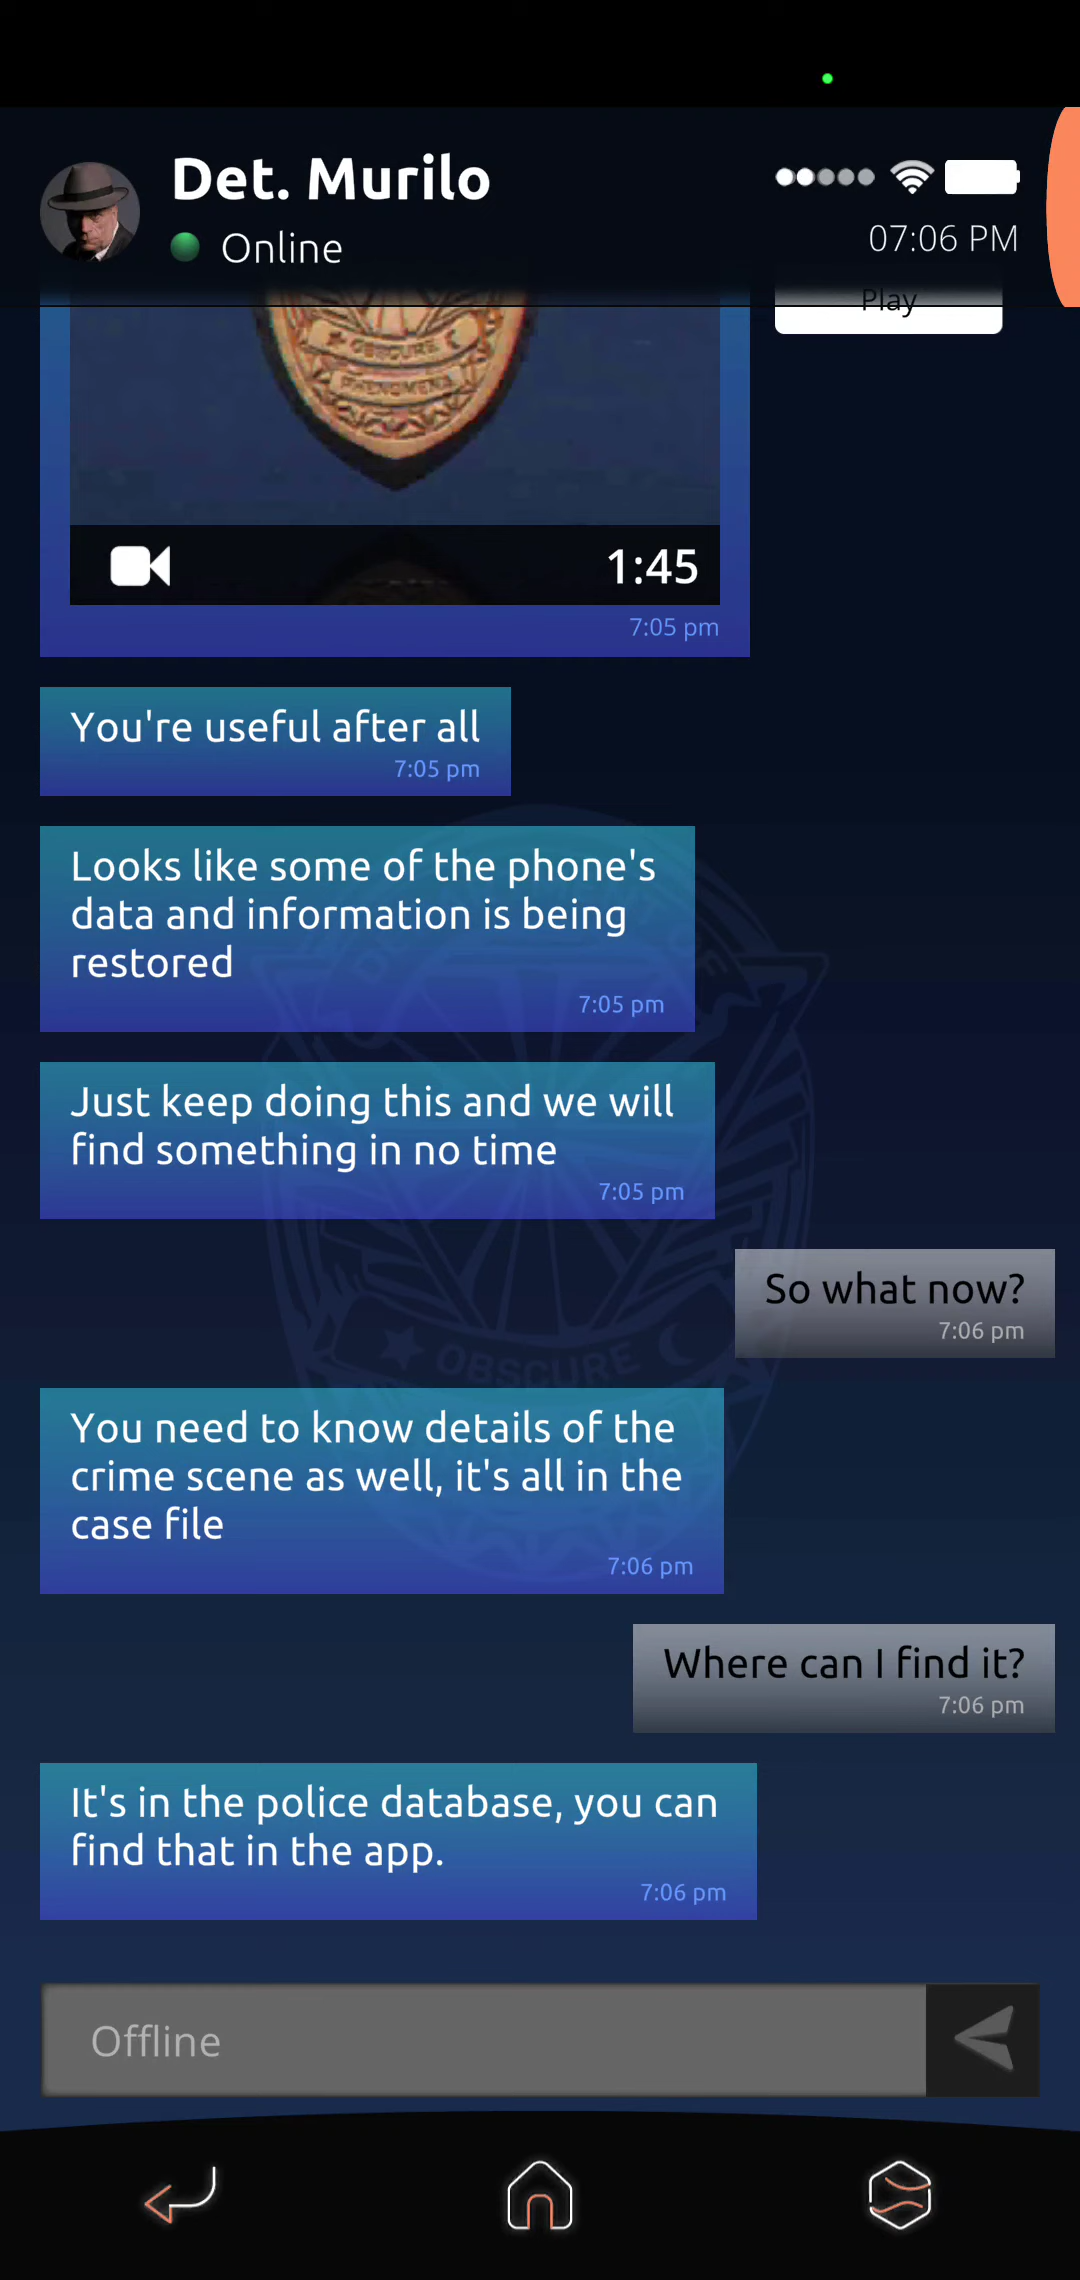 Det. Murilo
Online
07:06 PM
Play
OBSCURE
PHENOMENA
1:45
7:05 pm
You're useful after all
7:05 pm
Looks like some of the phone's
data and information is being
restored
7:05 pm
Just keep doing this and we will
find something in no time
7:05 pm
So what now?
7:06 pm
OBSCURE
You need to know details of the
crime scene as well, it's all in the
case file
7:06 pm
Where can I find it?
7:06 pm
It's in the police database, you can
find that in the app.
7:06 pm
Offline